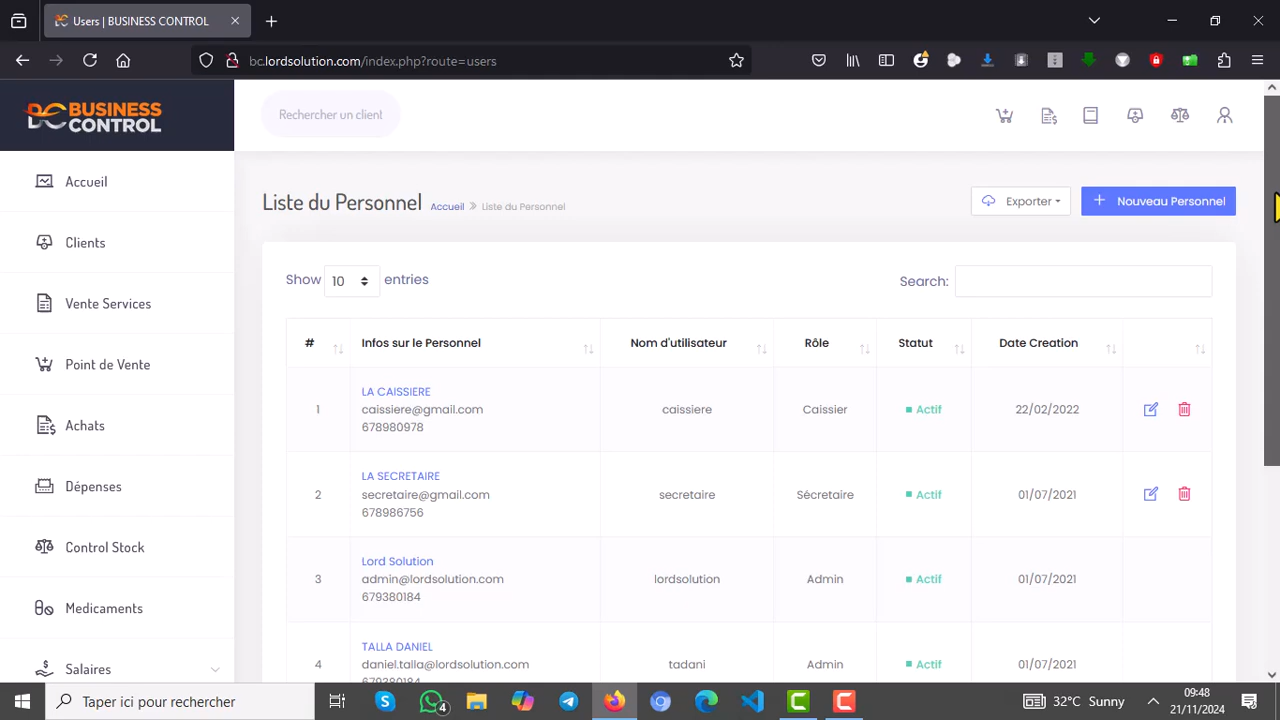 Users | BUSINESS CONTROL
bc.lordsolution.com/index.php?route=users
BUSINESS
CONTROL
Rechercher un client
Accueil
Clients
Vente Services
Point de Vente
Achats
Dépenses
Control Stock
Medicaments
Salaires
Liste du Personnel Accueil » Liste du Personnel
Exporter
+ Nouveau Personnel
Show 10 entries
Search:
# Infos sur le Personnel Nom d'utilisateur Rôle Statut Date Creation
LA CAISSIERE
1 caissiere@gmail.com caissiere Caissier Actif 22/02/2022
678980978
LA SECRETAIRE
2 secretaire@gmail.com secretaire Sécretaire Actif 01/07/2021
678986756
Lord Solution
3 admin@lordsolution.com lordsolution Admin Actif 01/07/2021
679380184
TALLA DANIEL
4 daniel.talla@lordsolution.com tadani Admin Actif 01/07/2021
679380184
Taper ici pour rechercher
4
32°C Sunny
09:48
21/11/2024